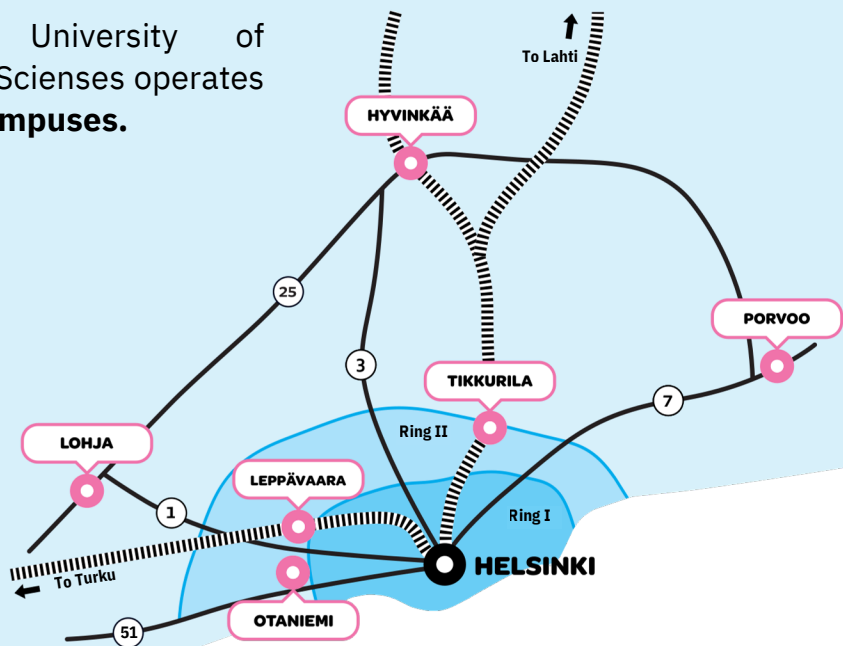 University of
Scienses operates
mpuses.
To Lahti
HYVINKÄÄ
25
PORVOO
3
TIKKURILA
7
Ring II
LOHJA
LEPPÄVAARA
1
Ring I
HELSINKI
To Turku
OTANIEMI
51